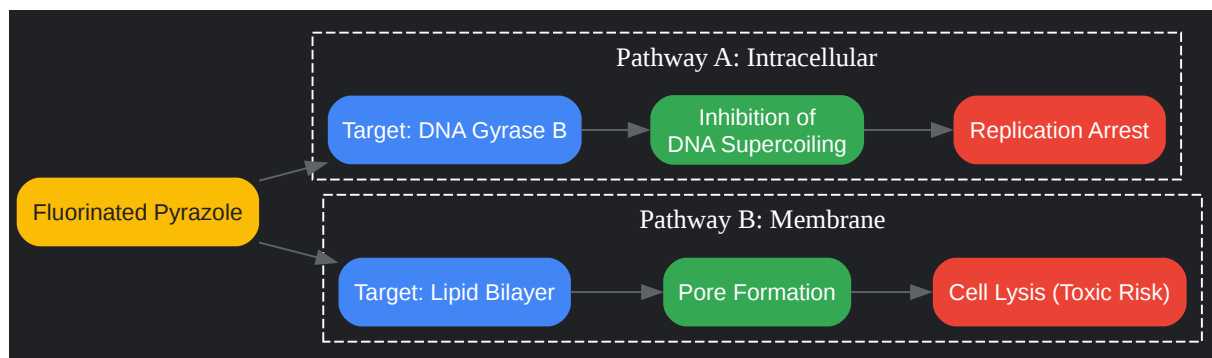 Pathway A: Intracellular
Target: DNA Gyrase B
Inhibition of
DNA Supercoiling
Replication Arrest
Fluorinated Pyrazole
Pathway B: Membrane
Target: Lipid Bilayer
Pore Formation
Cell Lysis (Toxic Risk)